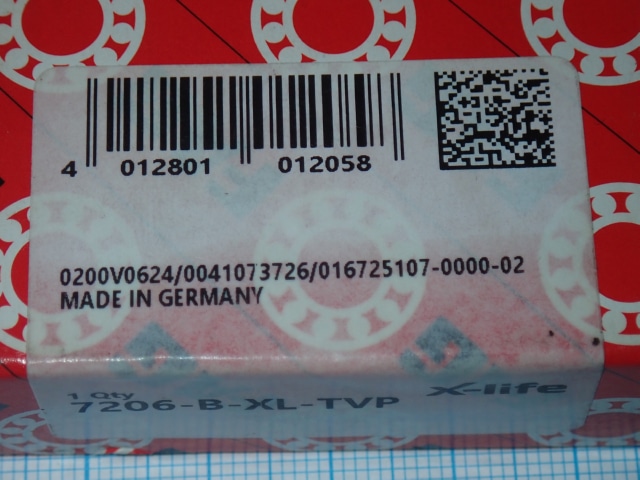 4 012801 012058
0200V0624/0041073726/016725107-0000-02
MADE IN GERMANY
1 Qty
X-life
7206-B-XL-TVP